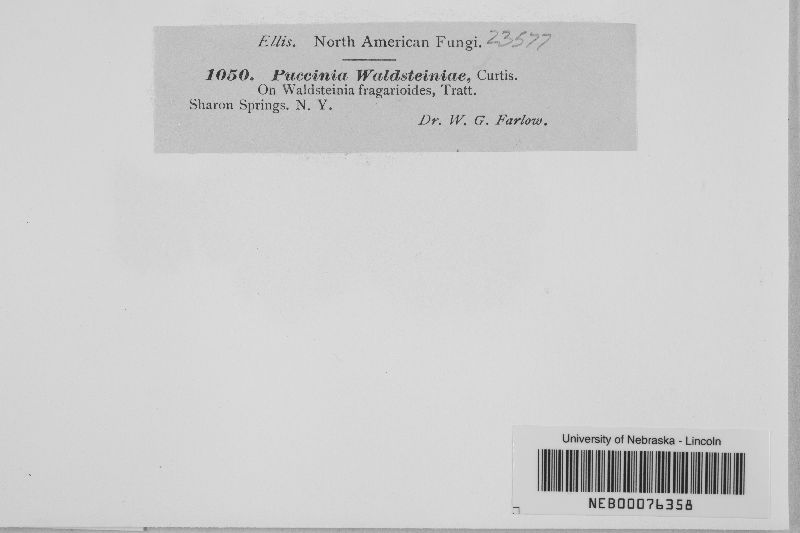 Ellis. North American Fungi. 23577
1050. Puccinia Waldsteiniae, Curtis.
On Waldsteinia fragarioides, Tratt.
Sharon Springs. N. Y.
Dr. W. G. Farlow.
University of Nebraska - Lincoln
NEB00076358